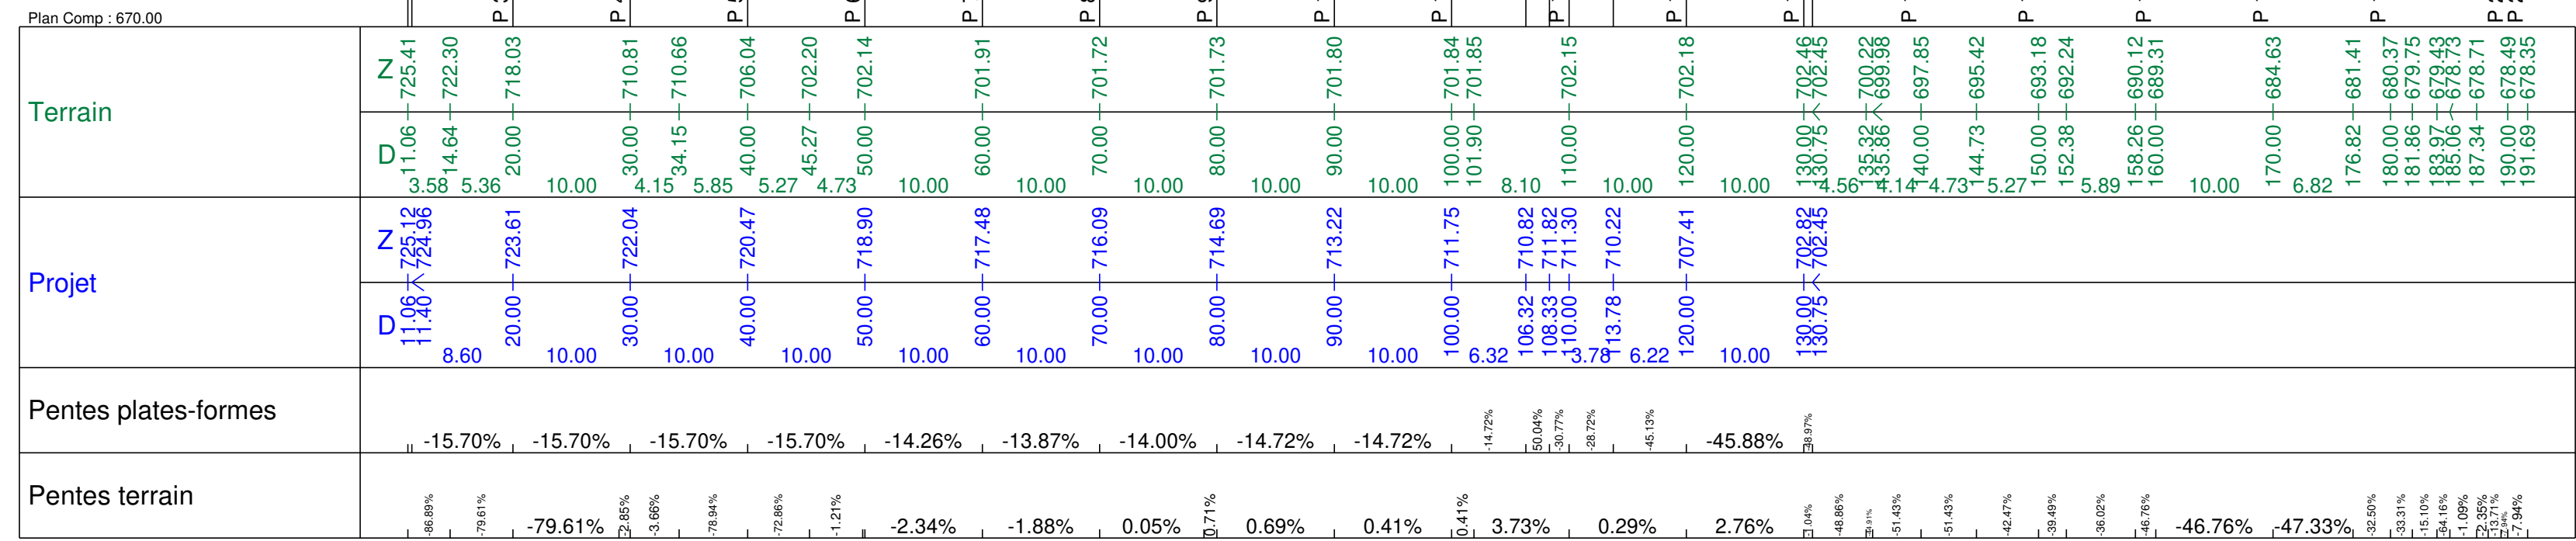 Plan Comp : 670.00 P P P P P P P P P P P P P P P P P P P P
Terrain
Z 725.41 722.30 718.03 710.81 710.66 706.04 702.20 702.14 701.91 701.72 701.73 701.80 701.84 701.85 702.15 702.18 702.46 702.45 700.22 699.98 697.85 695.42 693.18 692.24 690.12 689.31 684.63 681.41 680.37 679.75 679.43 678.73 678.71 678.49 678.35
D 11.06 14.64 20.00 30.00 34.15 40.00 45.27 50.00 60.00 70.00 80.00 90.00 100.00 101.90 110.00 120.00 130.00 130.75 135.32 135.86 140.00 144.73 150.00 152.38 158.26 160.00 170.00 176.82 180.00 181.86 183.97 185.06 187.34 190.00 191.69
3.58 5.36 10.00 4.15 5.85 5.27 4.73 10.00 10.00 10.00 10.00 10.00 8.10 10.00 10.00 4.56 4.14 4.73 5.27 5.89 10.00 6.82
Projet
Z 725.12 724.96 723.61 722.04 720.47 718.90 717.48 716.09 714.69 713.22 711.75 710.82 711.82 711.30 710.22 707.41 702.82 702.45
D 11.06 11.40 20.00 30.00 40.00 50.00 60.00 70.00 80.00 90.00 100.00 106.32 108.33 110.00 113.78 120.00 130.00 130.75
8.60 10.00 10.00 10.00 10.00 10.00 10.00 10.00 10.00 6.32 3.78 6.22 10.00
Pentes plates-formes
-15.70% -15.70% -15.70% -15.70% -14.26% -13.87% -14.00% -14.72% -14.72% -14.72% 50.04% -30.77% -28.72% -45.13% -45.88%
Pentes terrain
-86.89% -79.61% -79.61% -2.85% -3.66% -78.94% -72.86% -1.21% -2.34% -1.88% 0.05% 0.71% 0.69% 0.41% 0.41% 3.73% 0.29% 2.76% -48.86% -51.43% -51.43% -42.47% -39.49% -36.02% -46.76% -46.76% -47.33% -32.50% -33.31% -15.10% -64.16% -1.09% -2.35% -13.71% -7.94%